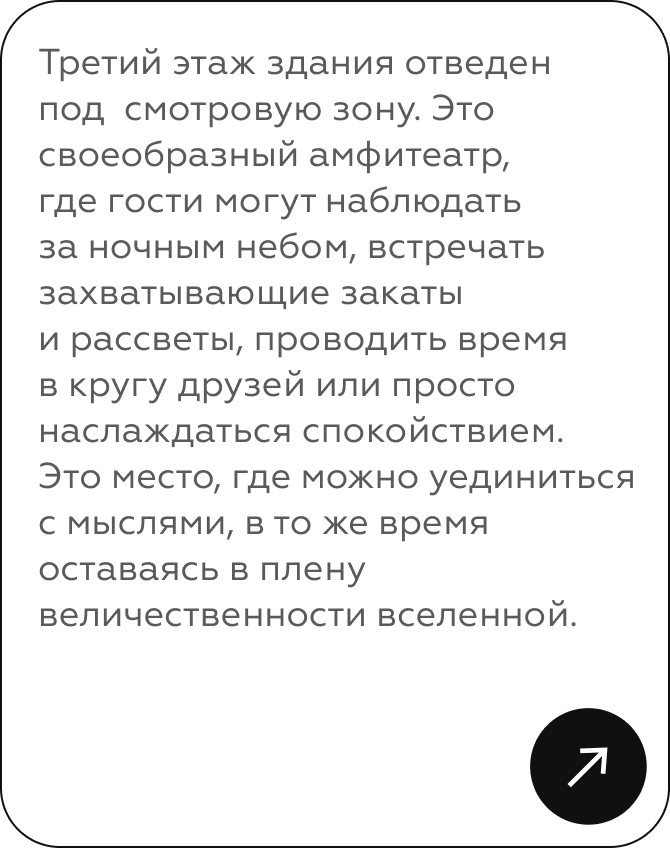 Третий этаж здания отведен
под  смотровую зону. Это
своеобразный амфитеатр,
где гости могут наблюдать
за ночным небом, встречать
захватывающие закаты
и рассветы, проводить время
в кругу друзей или просто
наслаждаться спокойствием.
Это место, где можно уединиться
с мыслями, в то же время
оставаясь в плену
величественности вселенной.